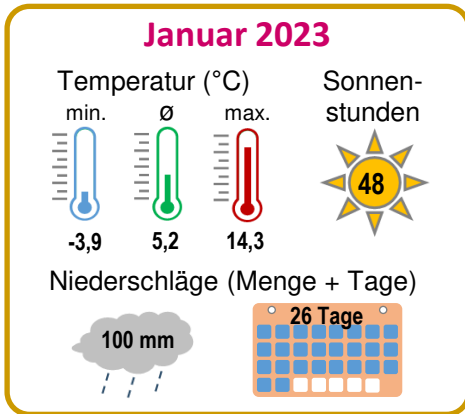 Januar 2023
Temperatur (°C)
min. ø max.
-3,9 5,2 14,3
Sonnen-
stunden
48
Niederschläge (Menge + Tage)
100 mm
26 Tage